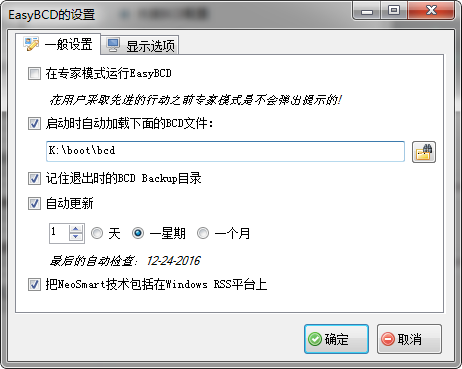 EasyBCD的设置
一般设置 显示选项
在专家模式运行EasyBCD
在用户采取先进的行动之前专家模式是不会弹出提示的!
启动时自动加载下面的BCD文件:
K:\boot\bcd
记住退出时的BCD Backup目录
自动更新
1 天 一星期 一个月
最后的自动检查: 12-24-2016
把NeoSmart技术包括在Windows RSS平台上
确定 取消